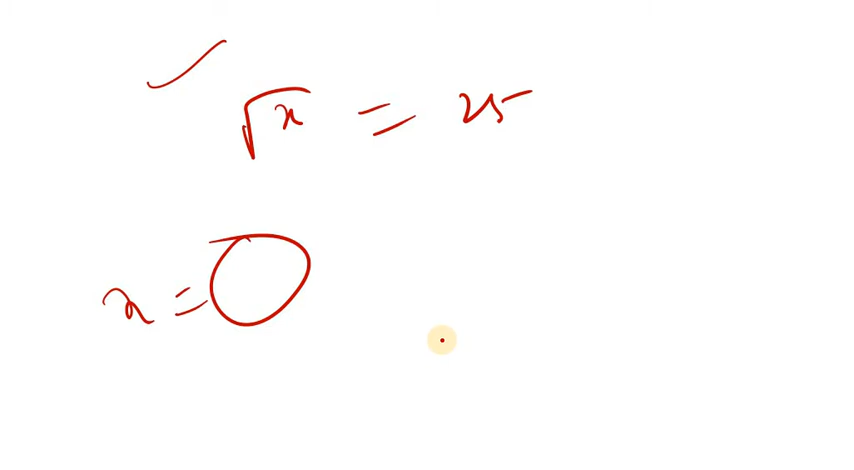 √x = 25
x =